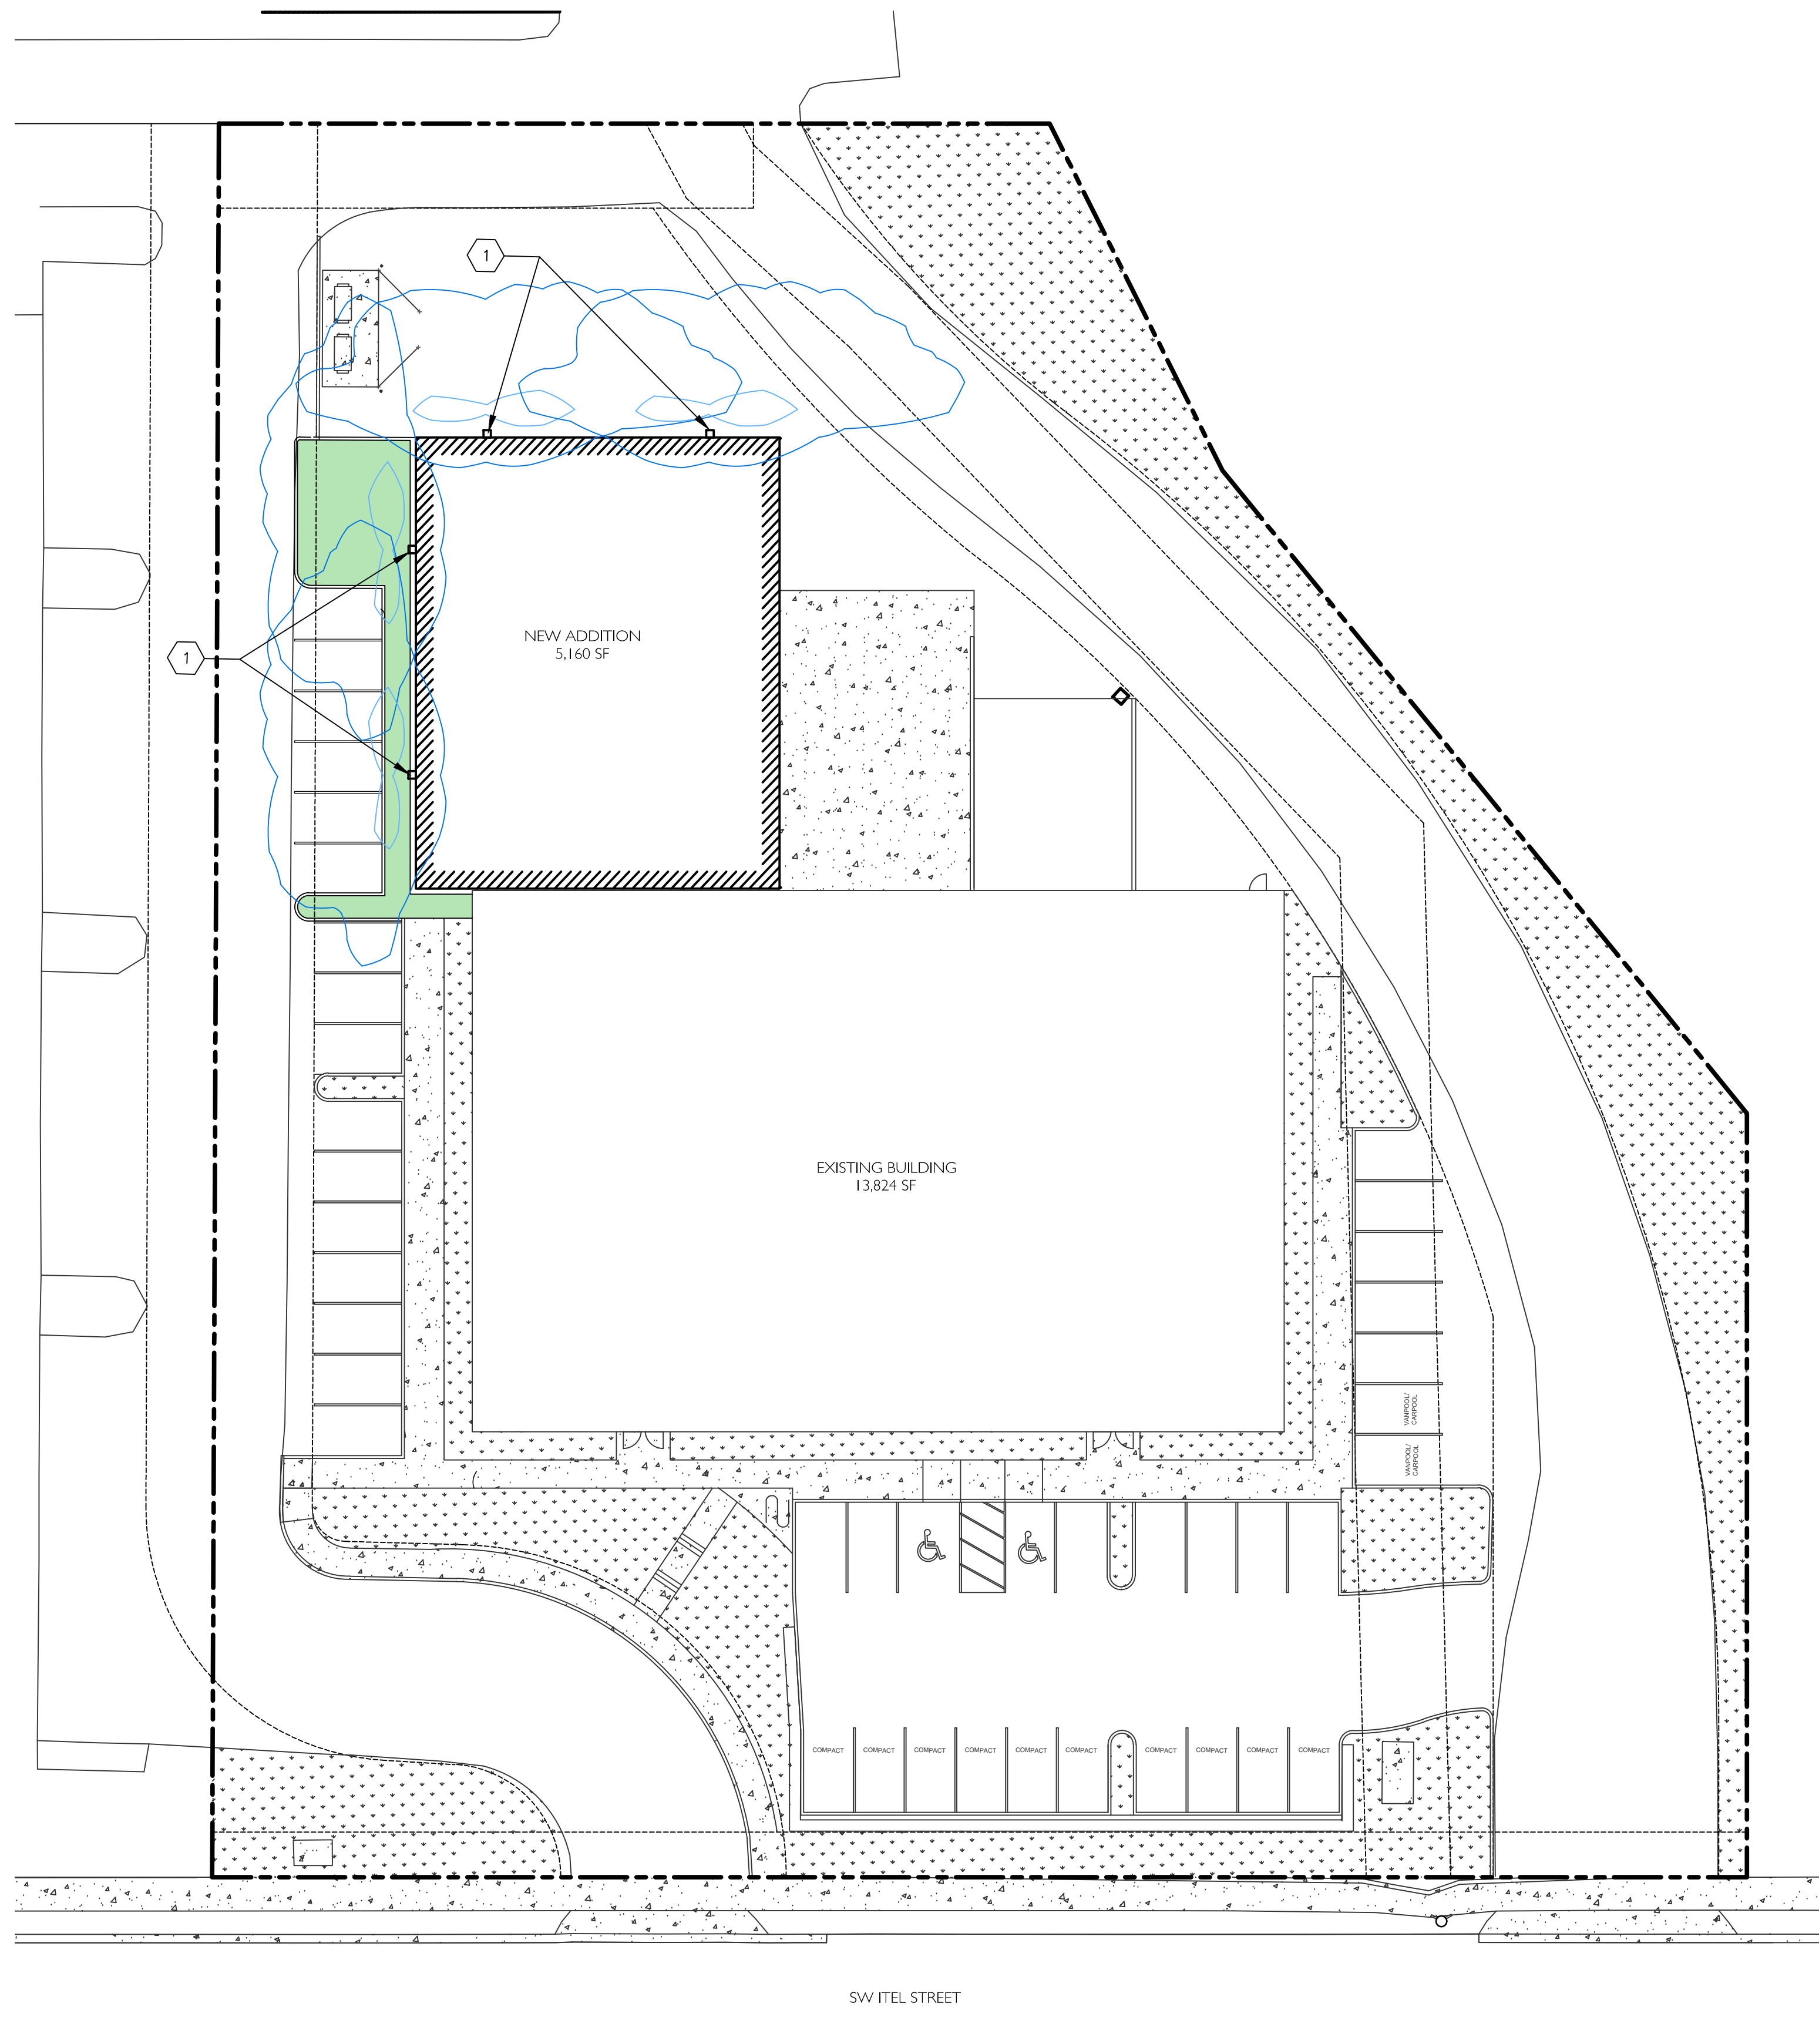 1
1
NEW ADDITION
5,160 SF
EXISTING BUILDING
13,824 SF
VANPOOL/
CARPOOL
VANPOOL/
CARPOOL
COMPACT
COMPACT
COMPACT
COMPACT
COMPACT
COMPACT
COMPACT
COMPACT
COMPACT
COMPACT
SW ITEL STREET